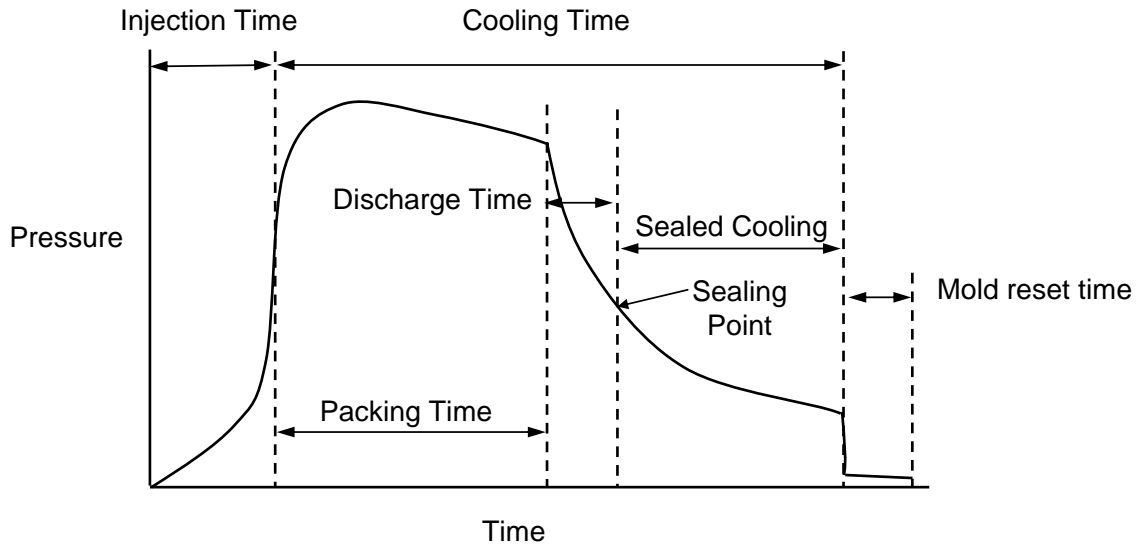 Injection Time
Cooling Time
Discharge Time
Sealed Cooling
Pressure
Sealing
Point
Mold reset time
Packing Time
Time